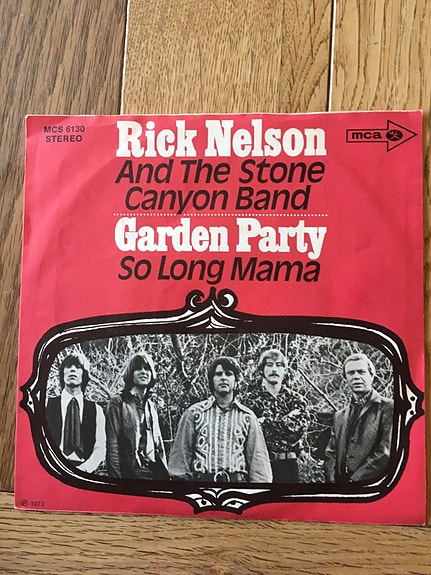 MCS 6130
STEREO
Rick Nelson
mca
And The Stone
Canyon Band
Garden Party
So Long Mama
℗ 1972